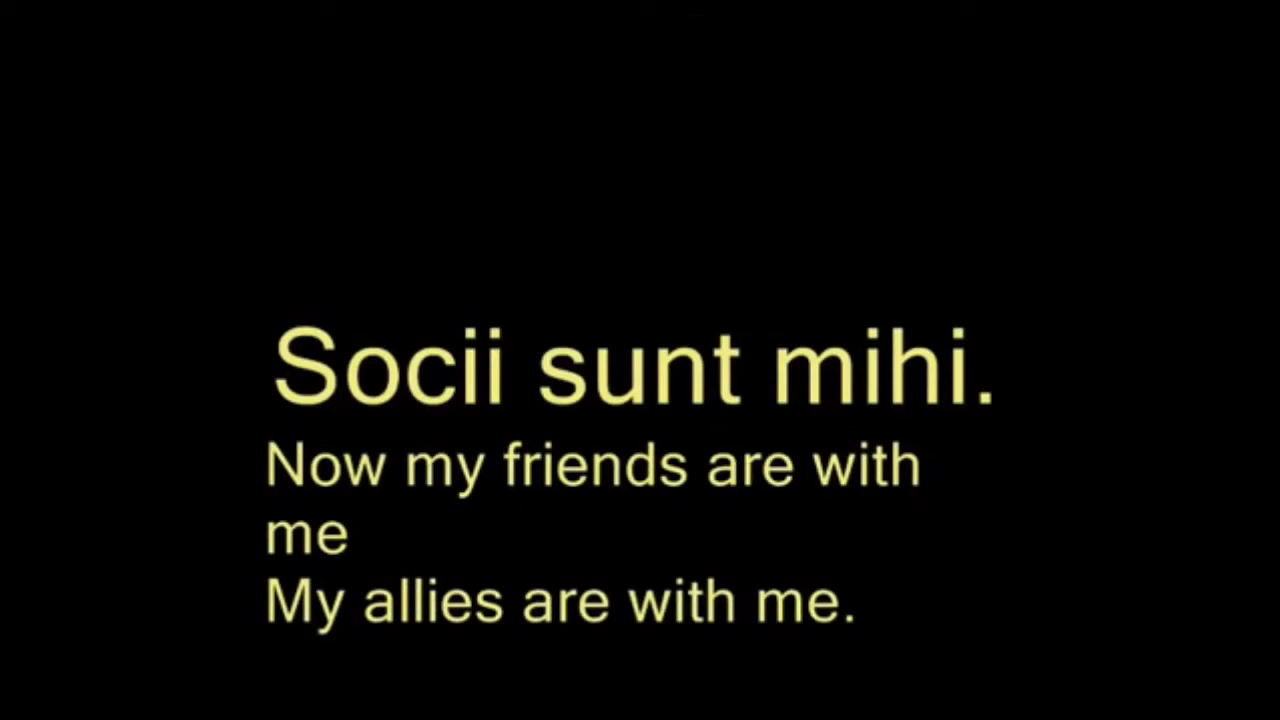 Socii sunt mihi.
Now my friends are with
me
My allies are with me.